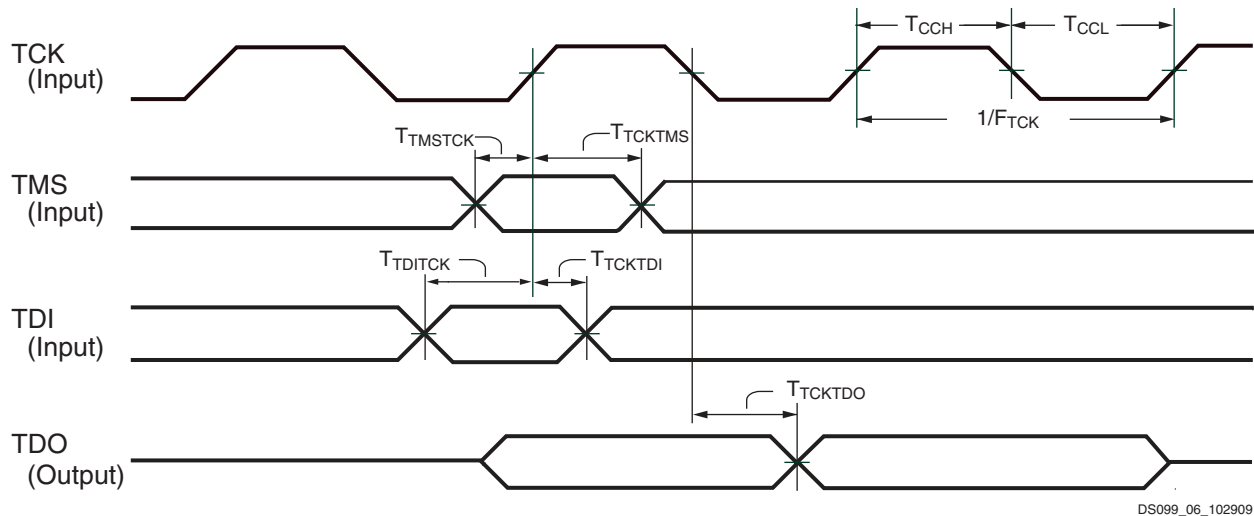 TCK
(Input)
TCCH
TCCL
1/FTCK
TTMSTCK
TTCKTMS
TMS
(Input)
TTDITCK
TTCKTDI
TDI
(Input)
TTCKTDO
TDO
(Output)
DS099_06_102909